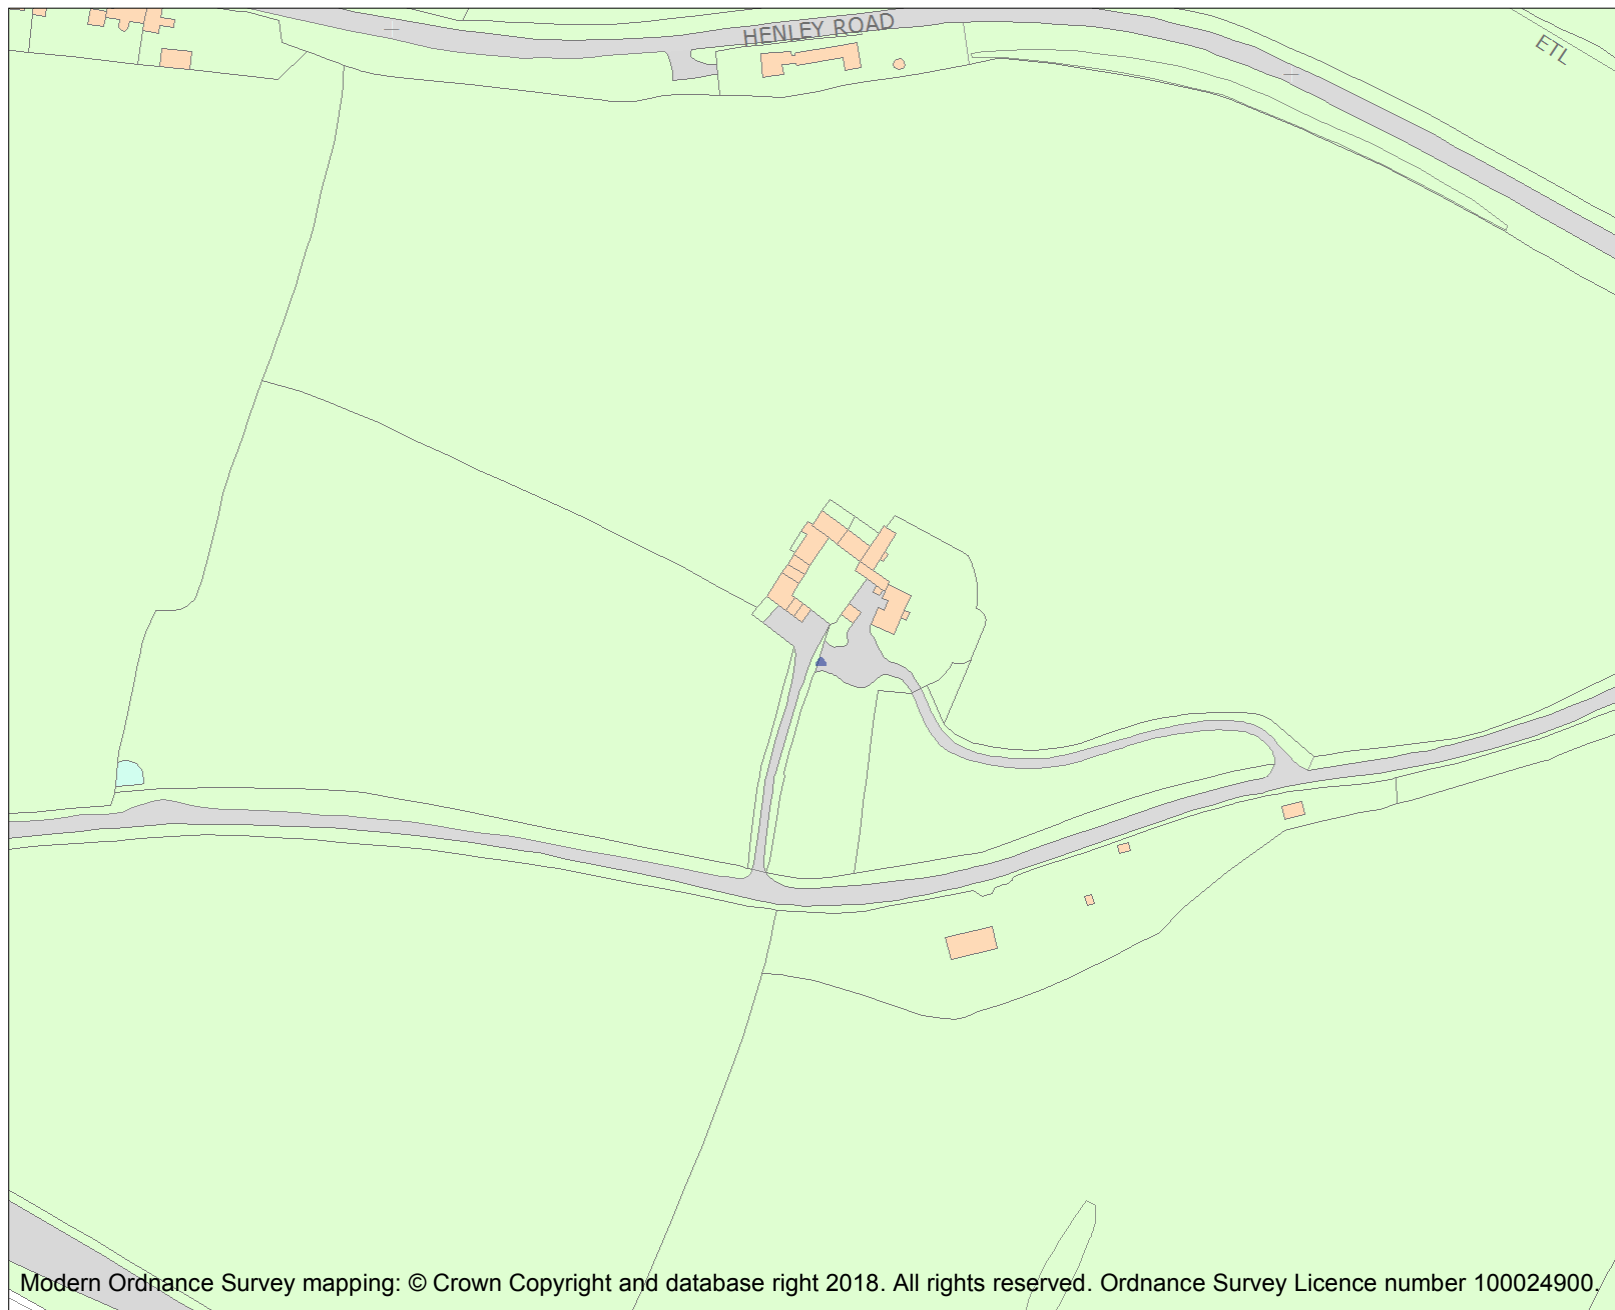 HENLEY ROAD
ETL
Modern Ordnance Survey mapping: © Crown Copyright and database right 2018. All rights reserved. Ordnance Survey Licence number 100024900.